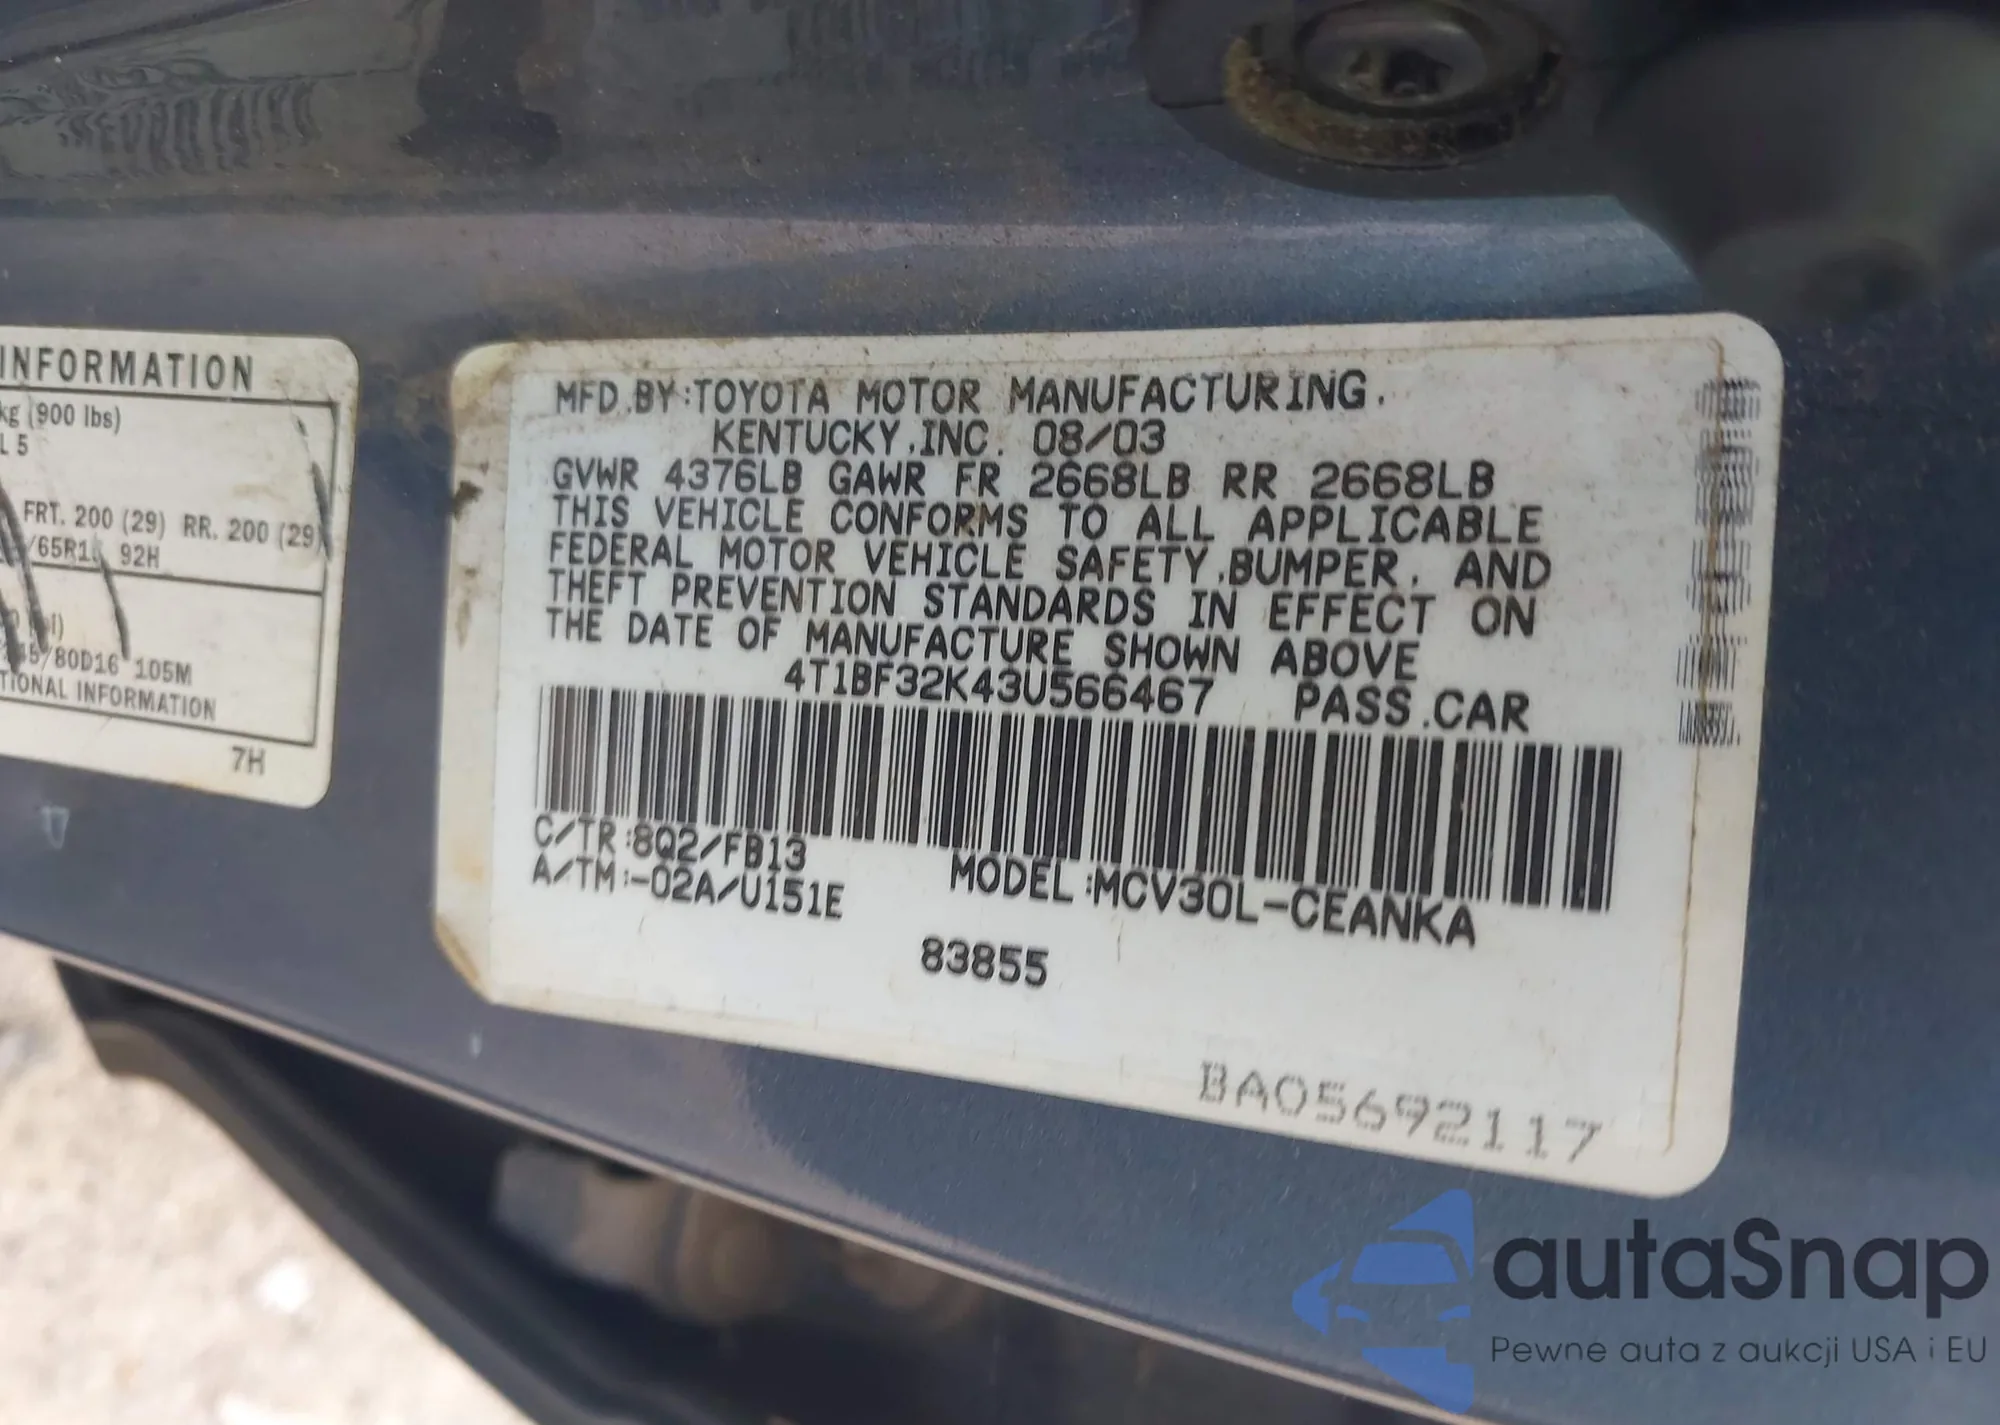 INFORMATION
kg (900 lbs)
L 5
FRT. 200 (29) RR. 200 (29)
/65R1 92H
/80D16 105M
TIONAL INFORMATION
7H
MFD.BY:TOYOTA MOTOR MANUFACTURING.
KENTUCKY,INC. 08/03
GVWR 4376LB GAWR FR 2668LB RR 2668LB
THIS VEHICLE CONFORMS TO ALL APPLICABLE
FEDERAL MOTOR VEHICLE SAFETY,BUMPER, AND
THEFT PREVENTION STANDARDS IN EFFECT ON
THE DATE OF MANUFACTURE SHOWN ABOVE
4T1BF32K43U566467 PASS.CAR
C/TR:8Q2/FB13
A/TM:-02A/U151E
MODEL:MCV30L-CEANKA
83855
BA05692117
autaSnap
Pewne auta z aukcji USA i EU